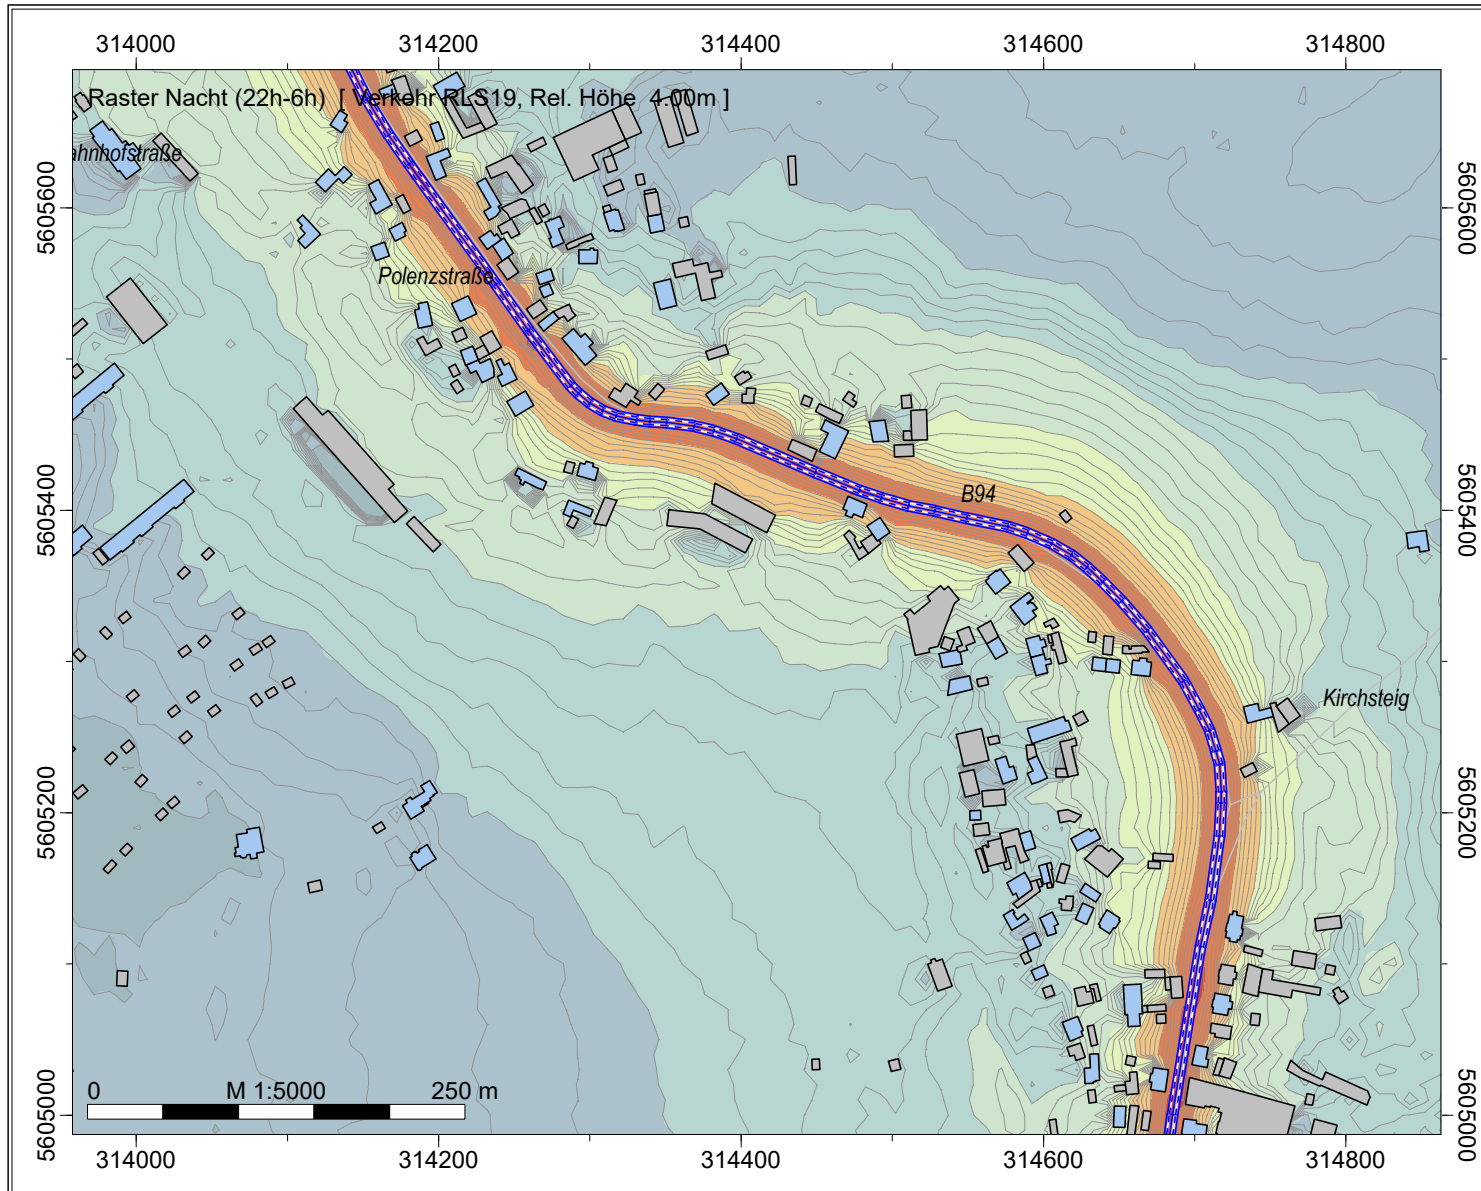 314000 314200 314400 314600 314800
Raster Nacht (22h-6h) [ Verkehr RLS19, Rel. Höhe 4.00m ]
ahnhofstraße
5605600 5605600
Polenzstraße
B94
5605400 5605400
Kirchsteig
5605200 5605200
0 M 1:5000 250 m
5605000 5605000
314000 314200 314400 314600 314800